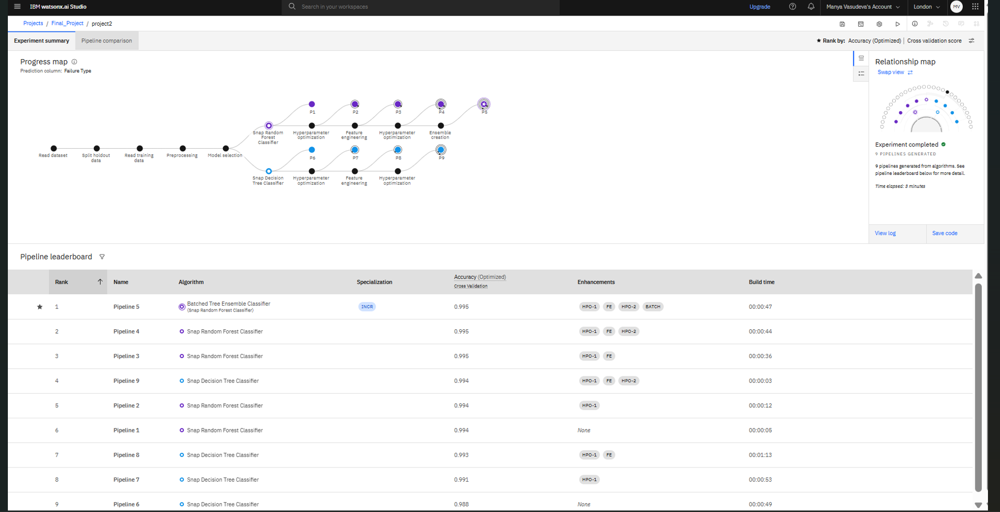 IBM watsonx.ai Studio
Search in your workspaces
Upgrade
Manya Vasudeva's Account
London
MV
Projects / Final_Project / project2
Experiment summary
Pipeline comparison
Rank by: Accuracy (Optimized) | Cross validation score
Progress map
Prediction column: Failure Type
P1
P2
P3
P4
P5
Snap Random
Forest
Classifier
Hyperparameter
optimization
Feature
engineering
Hyperparameter
optimization
Ensemble
creation
Read dataset
Split holdout
data
Read training
data
Preprocessing
Model selection
P6
P7
P8
P9
Snap Decision
Tree Classifier
Hyperparameter
optimization
Feature
engineering
Hyperparameter
optimization
Relationship map
Swap view
Experiment completed
9 PIPELINES GENERATED
9 pipelines generated from algorithms. See
pipeline leaderboard below for more detail.
Time elapsed: 3 minutes
View log
Save code
Pipeline leaderboard
Rank Name Algorithm Specialization Accuracy (Optimized) Enhancements Build time
Cross Validation
1 Pipeline 5 Batched Tree Ensemble Classifier INCR 0.995 HPO-1 FE HPO-2 BATCH 00:00:47
(Snap Random Forest Classifier)
2 Pipeline 4 Snap Random Forest Classifier 0.995 HPO-1 FE HPO-2 00:00:44
3 Pipeline 3 Snap Random Forest Classifier 0.995 HPO-1 FE 00:00:36
4 Pipeline 9 Snap Decision Tree Classifier 0.994 HPO-1 FE HPO-2 00:00:03
5 Pipeline 2 Snap Random Forest Classifier 0.994 HPO-1 00:00:12
6 Pipeline 1 Snap Random Forest Classifier 0.994 None 00:00:05
7 Pipeline 8 Snap Decision Tree Classifier 0.993 HPO-1 FE 00:01:13
8 Pipeline 7 Snap Decision Tree Classifier 0.991 HPO-1 00:00:53
9 Pipeline 6 Snap Decision Tree Classifier 0.988 None 00:00:49